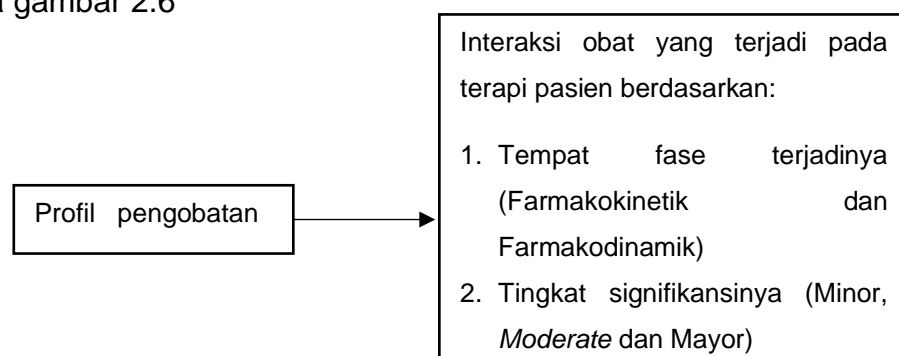 gambar 2.6
Interaksi obat yang terjadi pada
terapi pasien berdasarkan:
1. Tempat fase terjadinya
(Farmakokinetik dan
Farmakodinamik)
2. Tingkat signifikansinya (Minor,
Moderate dan Mayor)
Profil pengobatan